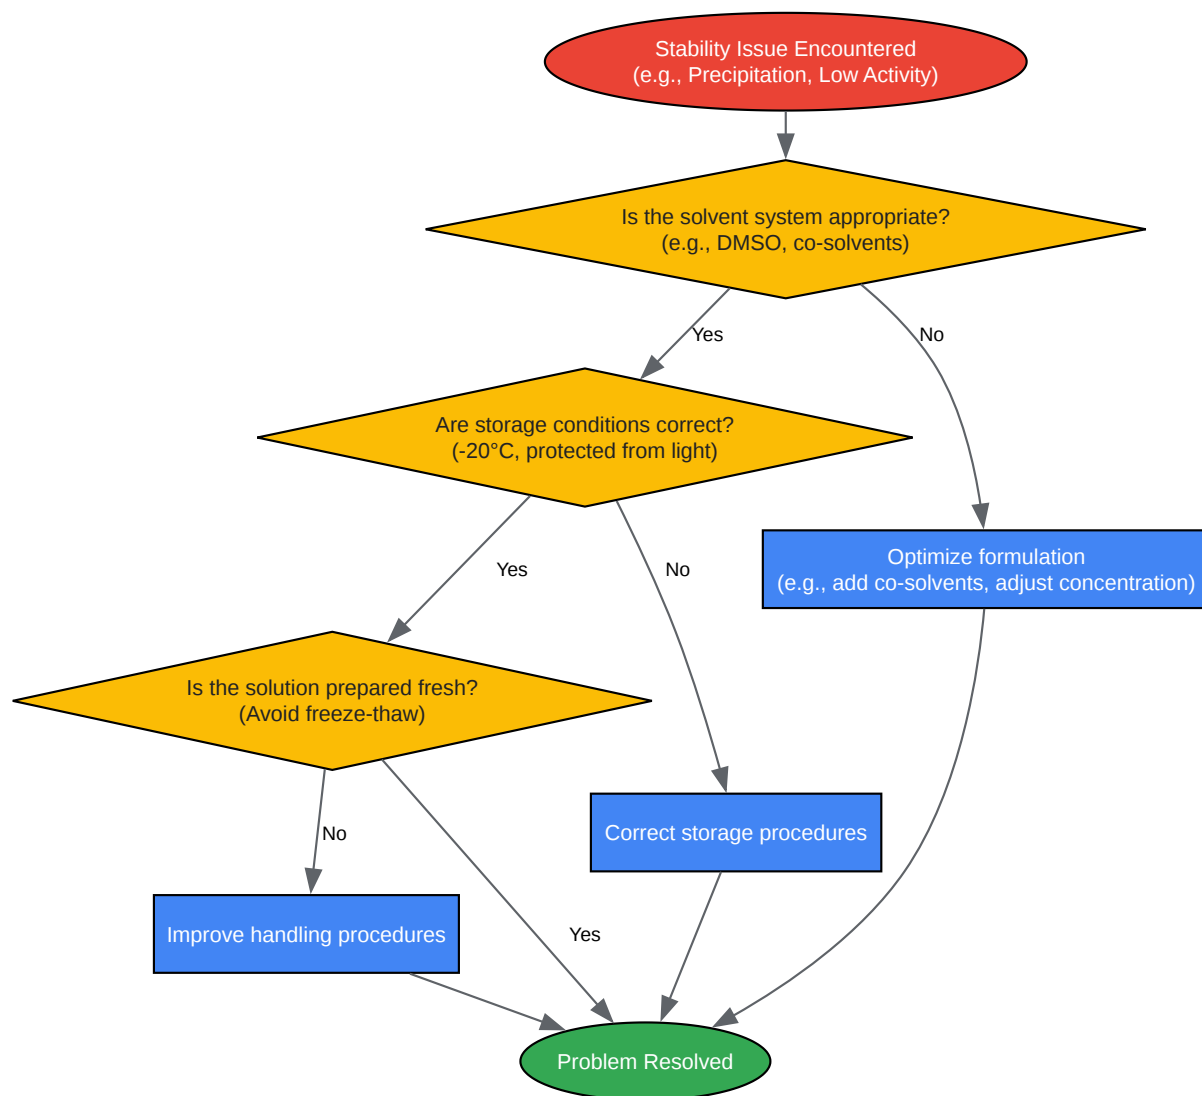 Stability Issue Encountered
(e.g., Precipitation, Low Activity)
Is the solvent system appropriate?
(e.g., DMSO, co-solvents)
Yes
No
Are storage conditions correct?
(-20°C, protected from light)
Yes
No
Optimize formulation
(e.g., add co-solvents, adjust concentration)
Is the solution prepared fresh?
(Avoid freeze-thaw)
No
Correct storage procedures
Improve handling procedures
Yes
Problem Resolved